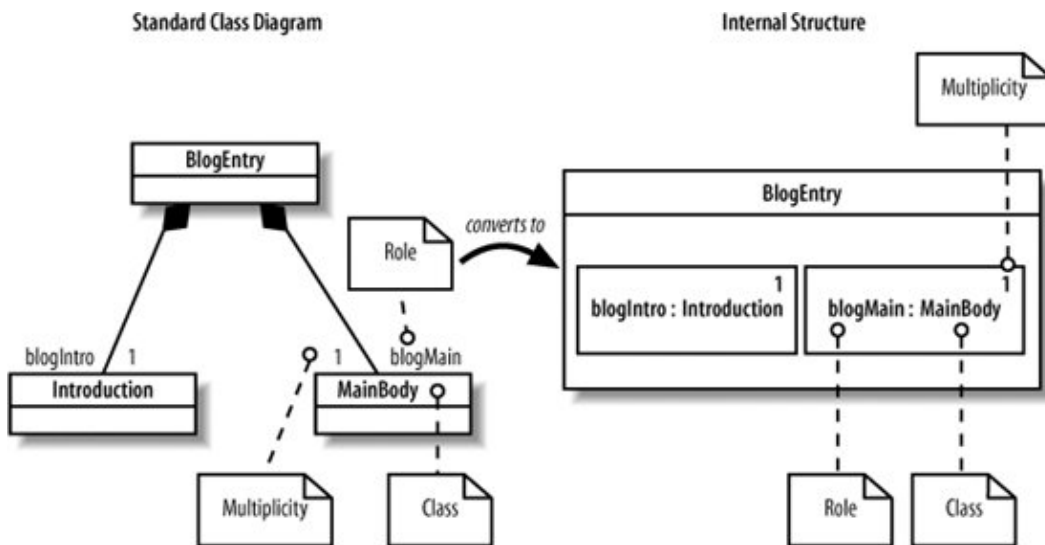 Standard Class Diagram
Internal Structure
Multiplicity
BlogEntry
Role
converts to
BlogEntry
1
1
blogIntro : Introduction
blogMain : MainBody
blogIntro
1
1
blogMain
Introduction
MainBody
Multiplicity
Class
Role
Class